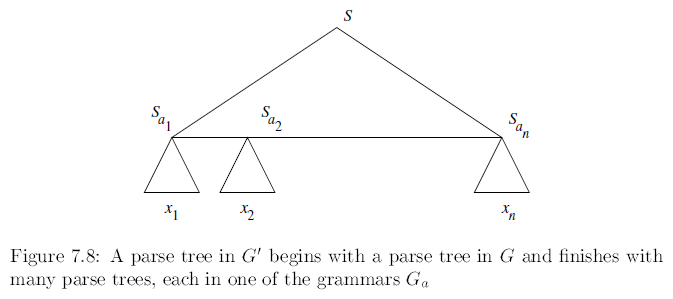 S
S_{a_1} S_{a_2} S_{a_n}
x_1 x_2 x_n
Figure 7.8: A parse tree in G′ begins with a parse tree in G and finishes with
many parse trees, each in one of the grammars G_a